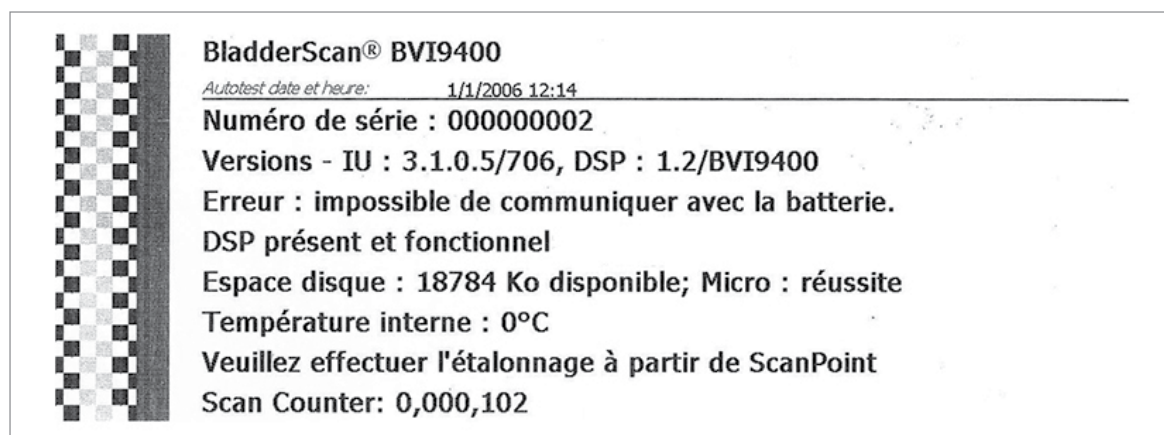 BladderScan® BVI9400
Autotest date et heure: 1/1/2006 12:14
Numéro de série : 000000002
Versions - IU : 3.1.0.5/706, DSP : 1.2/BVI9400
Erreur : impossible de communiquer avec la batterie.
DSP présent et fonctionnel
Espace disque : 18784 Ko disponible; Micro : réussite
Température interne : 0°C
Veuillez effectuer l'étalonnage à partir de ScanPoint
Scan Counter: 0,000,102